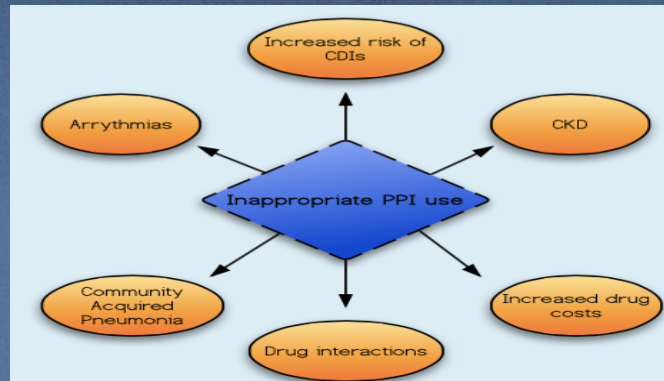 Increased risk of
CDIs
Arrythmias
CKD
Inappropriate PPI use
Community
Acquired
Pneumonia
Increased drug
costs
Drug interactions